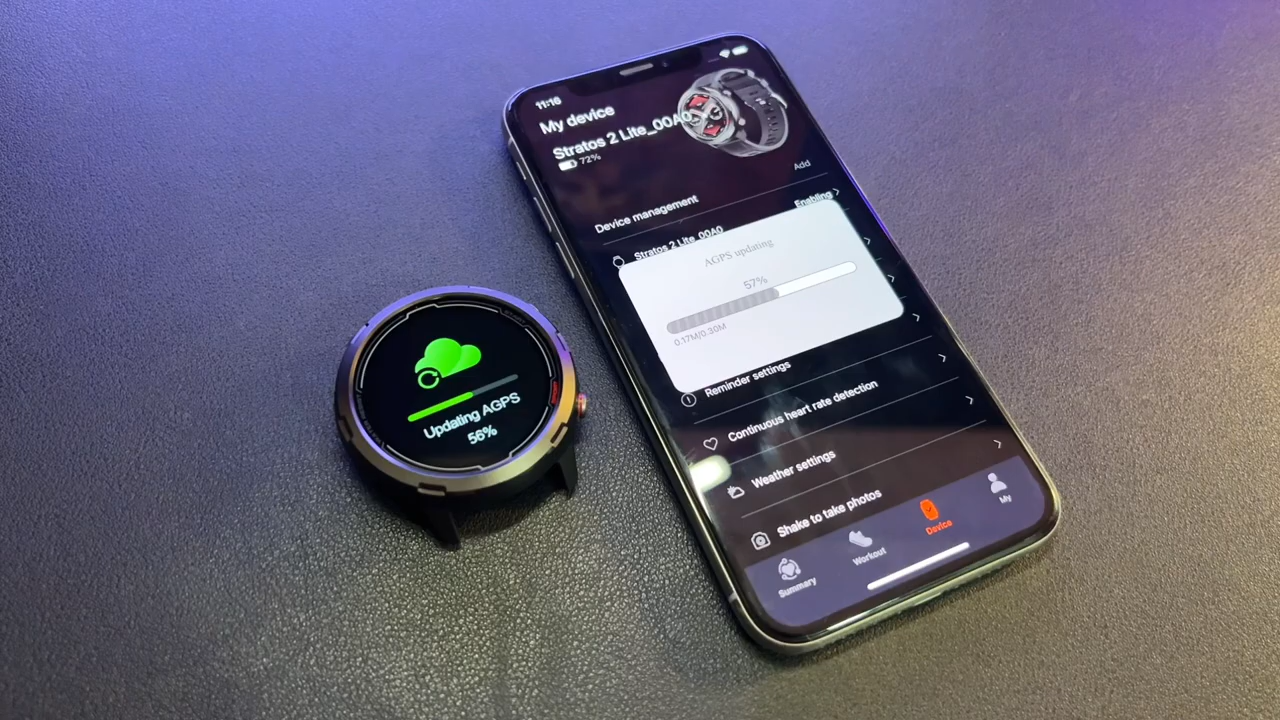 Updating AGPS
56%
11:16
My device
Stratos 2 Lite_00A0
72%
Add
Device management
Enabling
Stratos 2 Lite_00A0
AGPS updating
57%
0.17M|0.30M
Reminder settings
Continuous heart rate detection
Weather settings
Shake to take photos
Summary
Workout
Device
My